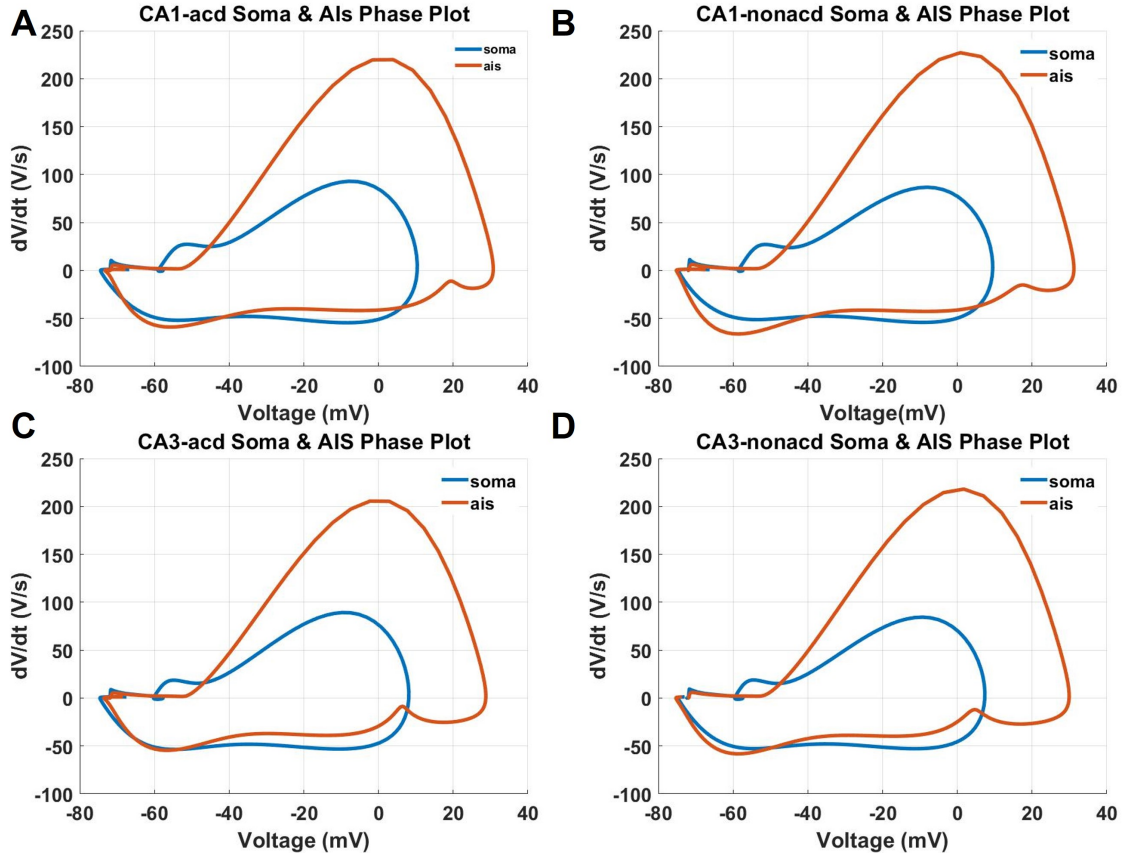 A
CA1-acd Soma & AIs Phase Plot
250
200
150
100
50
0
-50
-100
dV/dt (V/s)
soma
ais
-80
-60
-40
-20
0
20
40
Voltage (mV)
B
CA1-nonacd Soma & AIS Phase Plot
250
200
150
100
50
0
-50
-100
dV/dt (V/s)
soma
ais
-80
-60
-40
-20
0
20
40
Voltage(mV)
C
CA3-acd Soma & AIS Phase Plot
250
200
150
100
50
0
-50
-100
dV/dt (V/s)
soma
ais
-80
-60
-40
-20
0
20
40
Voltage (mV)
D
CA3-nonacd Soma & AIS Phase Plot
250
200
150
100
50
0
-50
-100
dV/dt (V/s)
soma
ais
-80
-60
-40
-20
0
20
40
Voltage (mV)